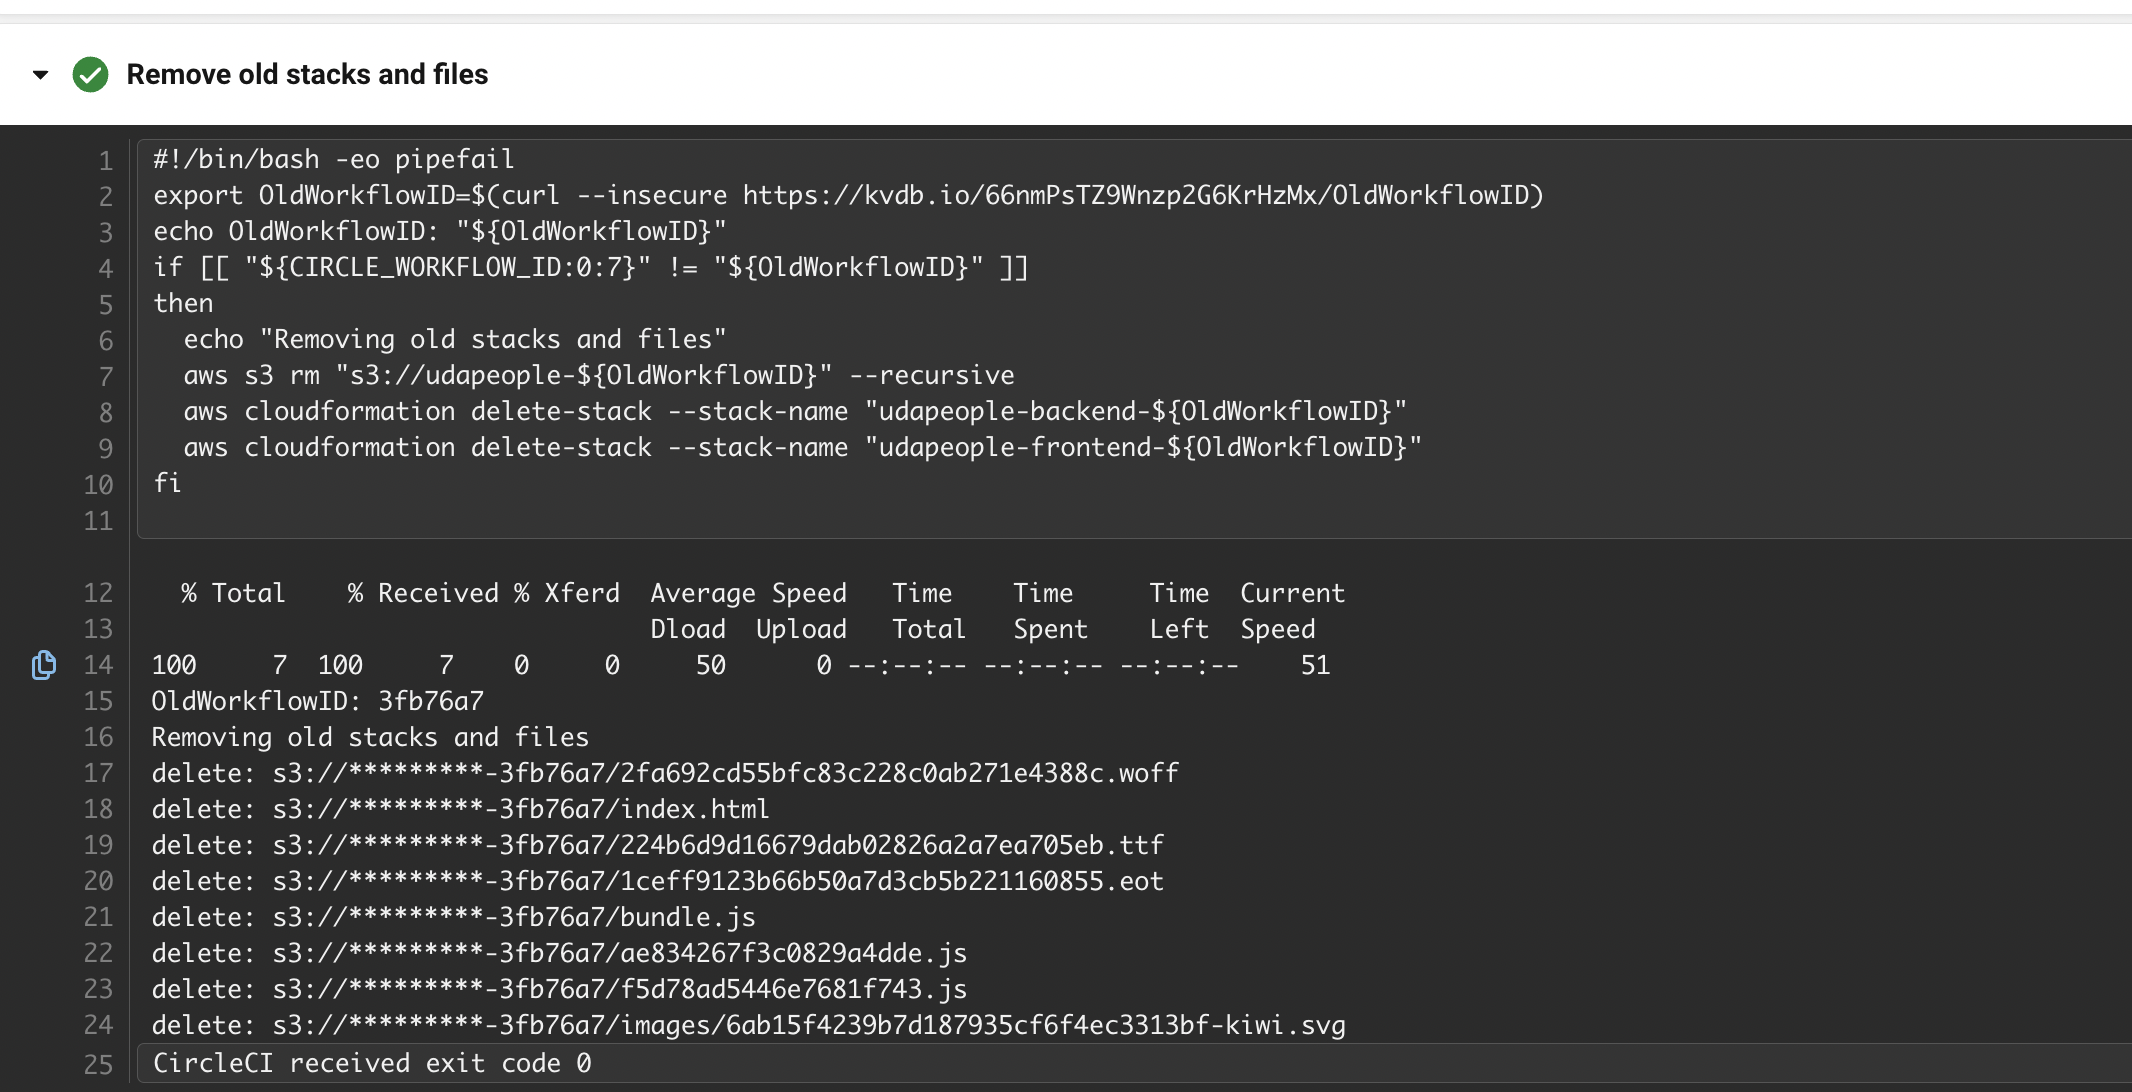 Remove old stacks and files
1 #!/bin/bash -eo pipefail
2 export OldWorkflowID=$(curl --insecure https://kvdb.io/66nmPsTZ9Wnzp2G6KrHzMx/OldWorkflowID)
3 echo OldWorkflowID: "${OldWorkflowID}"
4 if [[ "${CIRCLE_WORKFLOW_ID:0:7}" != "${OldWorkflowID}" ]]
5 then
6   echo "Removing old stacks and files"
7   aws s3 rm "s3://udapeople-${OldWorkflowID}" --recursive
8   aws cloudformation delete-stack --stack-name "udapeople-backend-${OldWorkflowID}"
9   aws cloudformation delete-stack --stack-name "udapeople-frontend-${OldWorkflowID}"
10 fi
11
12   % Total    % Received % Xferd  Average Speed   Time    Time     Time  Current
13                                  Dload  Upload   Total   Spent    Left  Speed
14 100     7  100     7    0     0     50      0 --:--:-- --:--:-- --:--:--    51
15 OldWorkflowID: 3fb76a7
16 Removing old stacks and files
17 delete: s3://*********-3fb76a7/2fa692cd55bfc83c228c0ab271e4388c.woff
18 delete: s3://*********-3fb76a7/index.html
19 delete: s3://*********-3fb76a7/224b6d9d16679dab02826a2a7ea705eb.ttf
20 delete: s3://*********-3fb76a7/1ceff9123b66b50a7d3cb5b221160855.eot
21 delete: s3://*********-3fb76a7/bundle.js
22 delete: s3://*********-3fb76a7/ae834267f3c0829a4dde.js
23 delete: s3://*********-3fb76a7/f5d78ad5446e7681f743.js
24 delete: s3://*********-3fb76a7/images/6ab15f4239b7d187935cf6f4ec3313bf-kiwi.svg
25 CircleCI received exit code 0